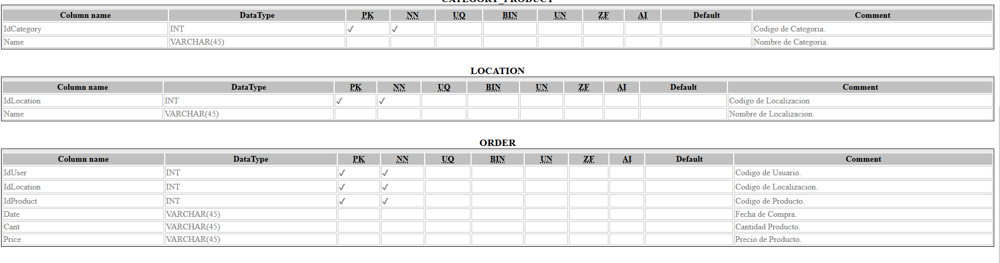 CATEGORY_PRODUCT
Column name DataType PK NN UQ BIN UN ZF AI Default Comment
IdCategory INT ✓ ✓ Codigo de Categoria.
Name VARCHAR(45) Nombre de Categoria.
LOCATION
Column name DataType PK NN UQ BIN UN ZF AI Default Comment
IdLocation INT ✓ ✓ Codigo de Localizacion
Name VARCHAR(45) Nombre de Localizacion.
ORDER
Column name DataType PK NN UQ BIN UN ZF AI Default Comment
IdUser INT ✓ ✓ Codigo de Usuario.
IdLocation INT ✓ ✓ Codigo de Localizacion.
IdProduct INT ✓ ✓ Codigo de Producto.
Date VARCHAR(45) Fecha de Compra.
Cant VARCHAR(45) Cantidad Producto.
Price VARCHAR(45) Precio de Producto.